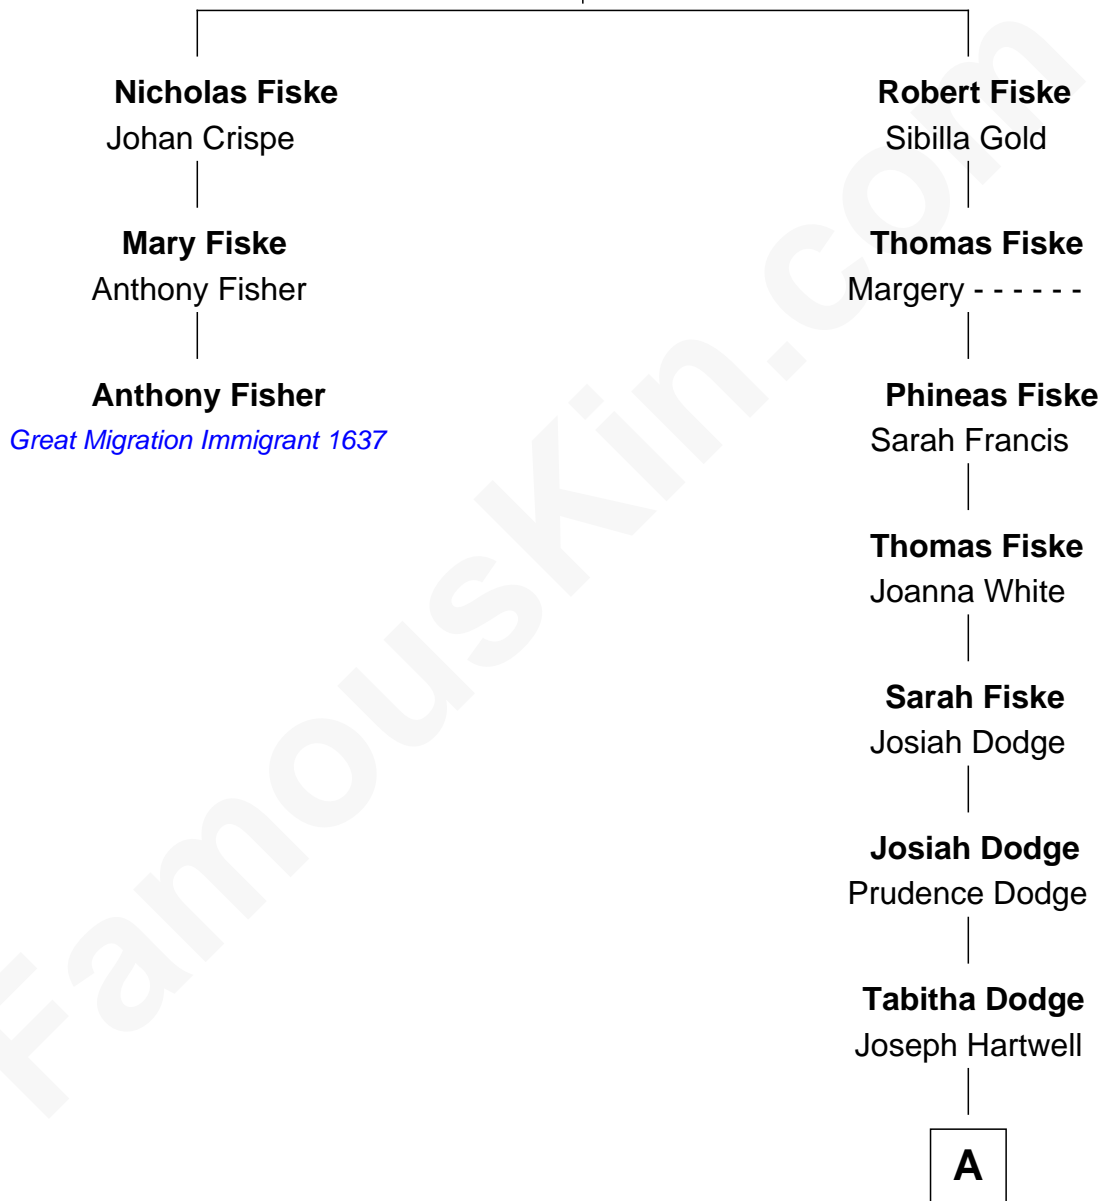 Nicholas Fiske
Johan Crispe
Mary Fiske
Anthony Fisher
Anthony Fisher
Great Migration Immigrant 1637
Robert Fiske
Sibilla Gold
Thomas Fiske
Margery - - - - - -
Phineas Fiske
Sarah Francis
Thomas Fiske
Joanna White
Sarah Fiske
Josiah Dodge
Josiah Dodge
Prudence Dodge
Tabitha Dodge
Joseph Hartwell
A
FamousKin.com